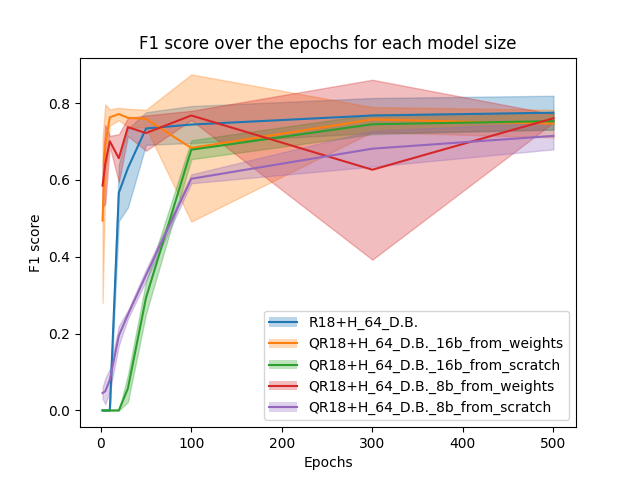 F1 score over the epochs for each model size
F1 score
0.8
0.6
0.4
0.2
0.0
R18+H_64_D.B.
QR18+H_64_D.B._16b_from_weights
QR18+H_64_D.B._16b_from_scratch
QR18+H_64_D.B._8b_from_weights
QR18+H_64_D.B._8b_from_scratch
0 100 200 300 400 500
Epochs